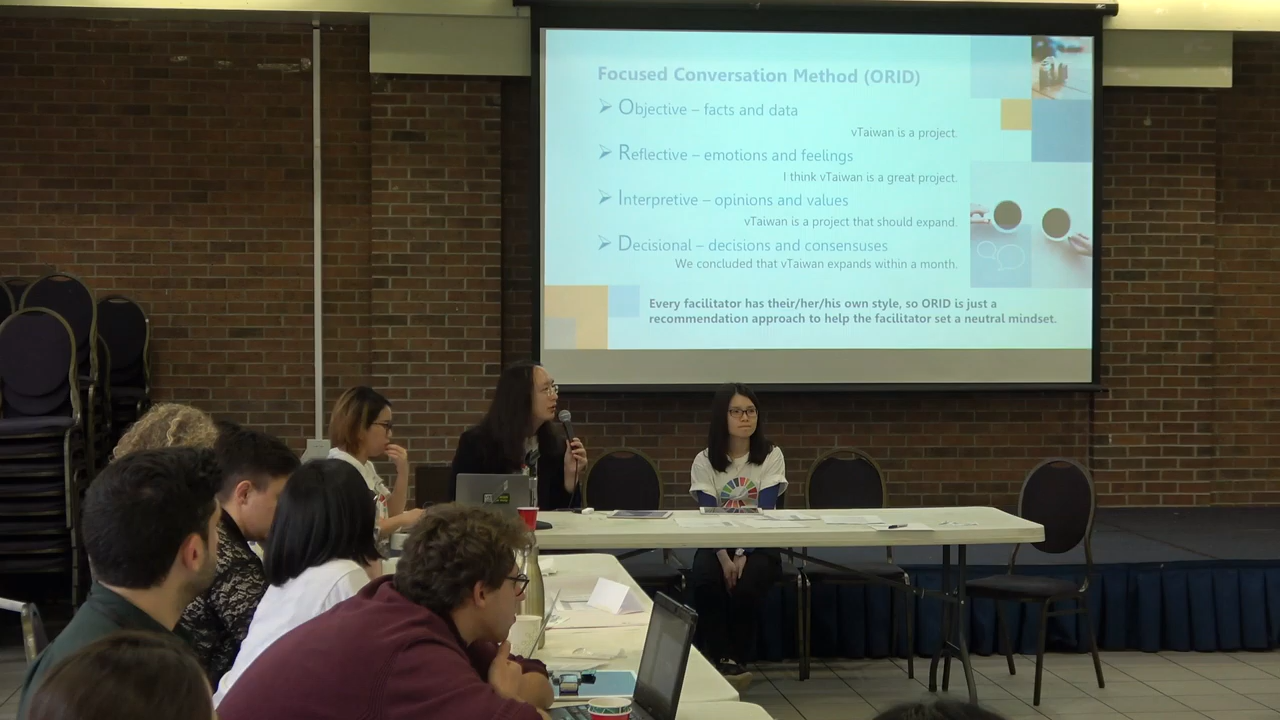 Focused Conversation Method (ORID)
➢ Objective – facts and data
vTaiwan is a project.
➢ Reflective – emotions and feelings
I think vTaiwan is a great project.
➢ Interpretive – opinions and values
vTaiwan is a project that should expand.
➢ Decisional – decisions and consensuses
We concluded that vTaiwan expands within a month.
Every facilitator has their/her/his own style, so ORID is just a
recommendation approach to help the facilitator set a neutral mindset.